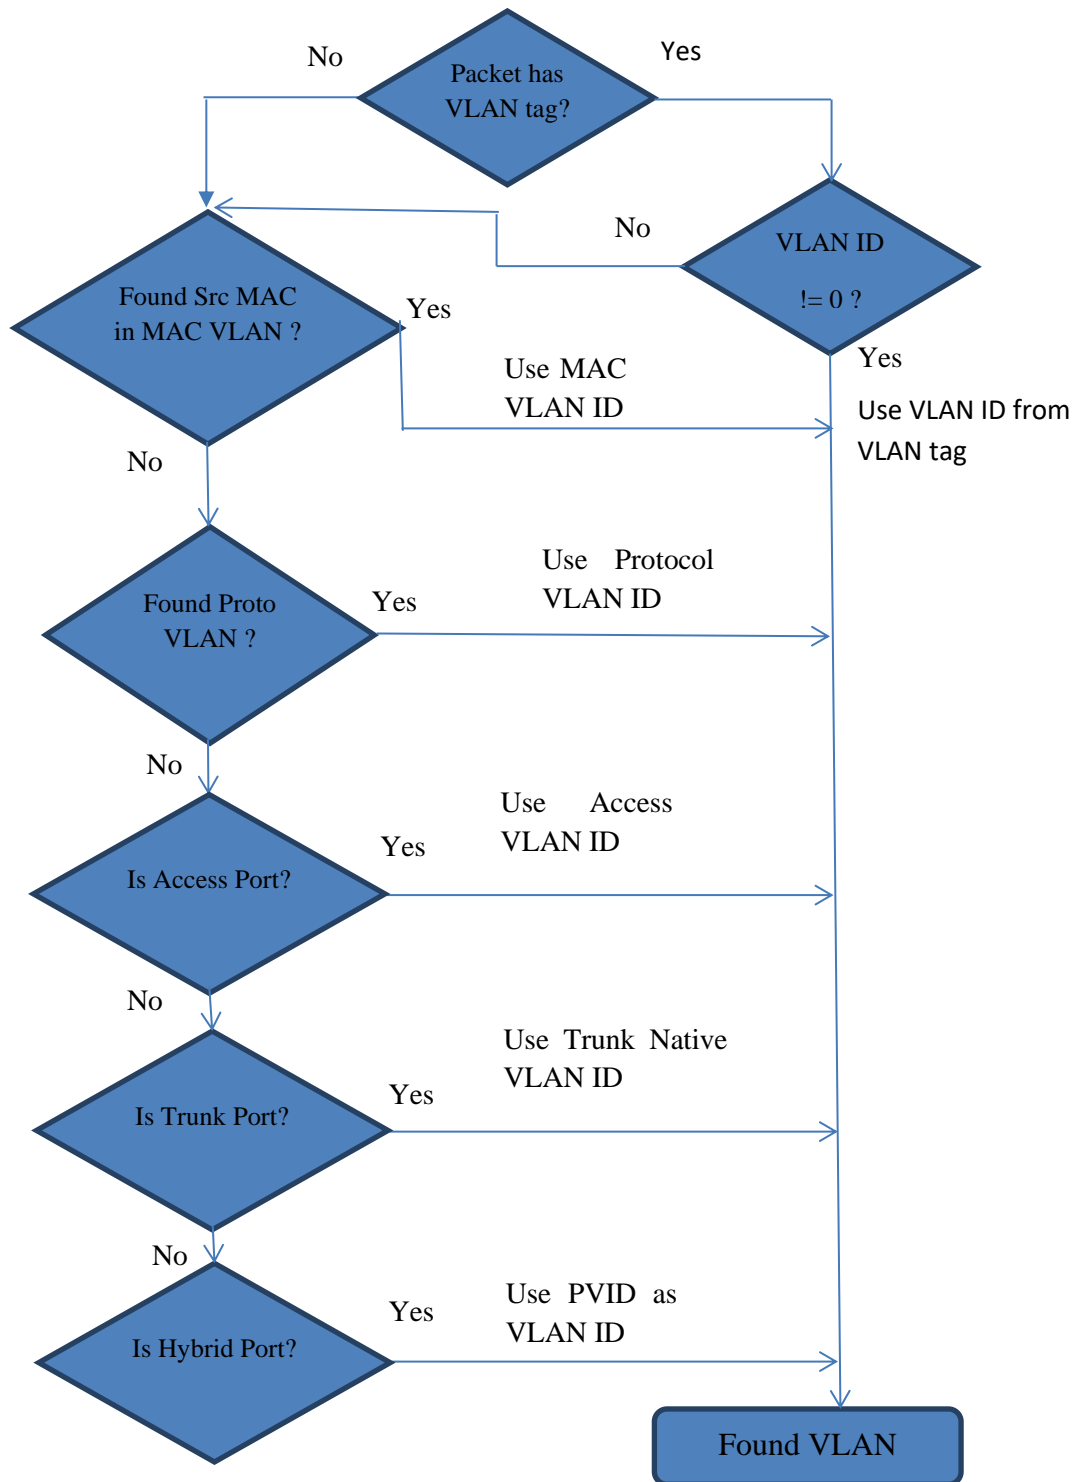 No
Yes
Packet has
VLAN tag?
No
VLAN ID
!= 0 ?
Found Src MAC
in MAC VLAN ?
Yes
Yes
Use MAC
VLAN ID
Use VLAN ID from
VLAN tag
No
Use Protocol
VLAN ID
Found Proto
VLAN ?
Yes
No
Use Access
VLAN ID
Yes
Is Access Port?
No
Use Trunk Native
VLAN ID
Yes
Is Trunk Port?
No
Use PVID as
VLAN ID
Yes
Is Hybrid Port?
Found VLAN